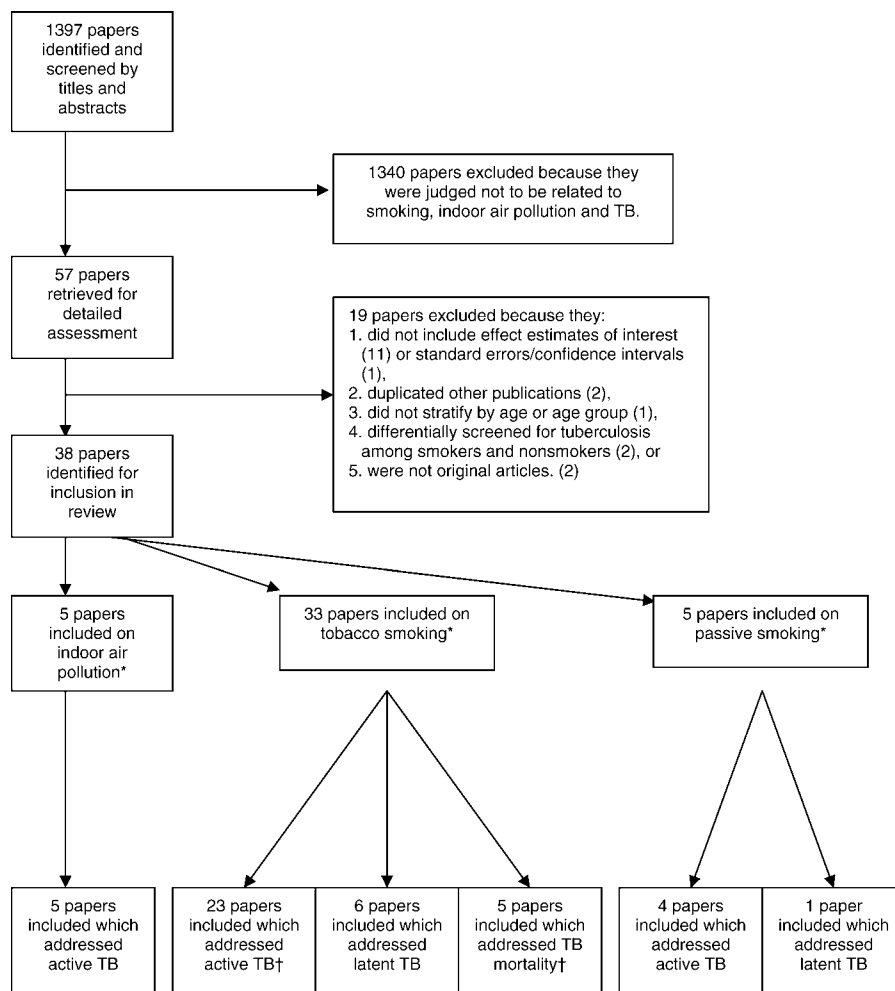 1397 papers
identified and
screened by
titles and
abstracts
1340 papers excluded because they
were judged not to be related to
smoking, indoor air pollution and TB.
57 papers
retrieved for
detailed
assessment
19 papers excluded because they:
1. did not include effect estimates of interest
(11) or standard errors/confidence intervals
(1),
2. duplicated other publications (2),
3. did not stratify by age or age group (1),
4. differentially screened for tuberculosis
among smokers and nonsmokers (2), or
5. were not original articles. (2)
38 papers
identified for
inclusion in
review
5 papers
included on
indoor air
pollution*
33 papers included on
tobacco smoking*
5 papers included on
passive smoking*
5 papers
included which
addressed
active TB
23 papers
included which
addressed
active TB†
6 papers
included which
addressed
latent TB
5 papers
included which
addressed TB
mortality†
4 papers
included which
addressed
active TB
1 paper
included which
addressed
latent TB